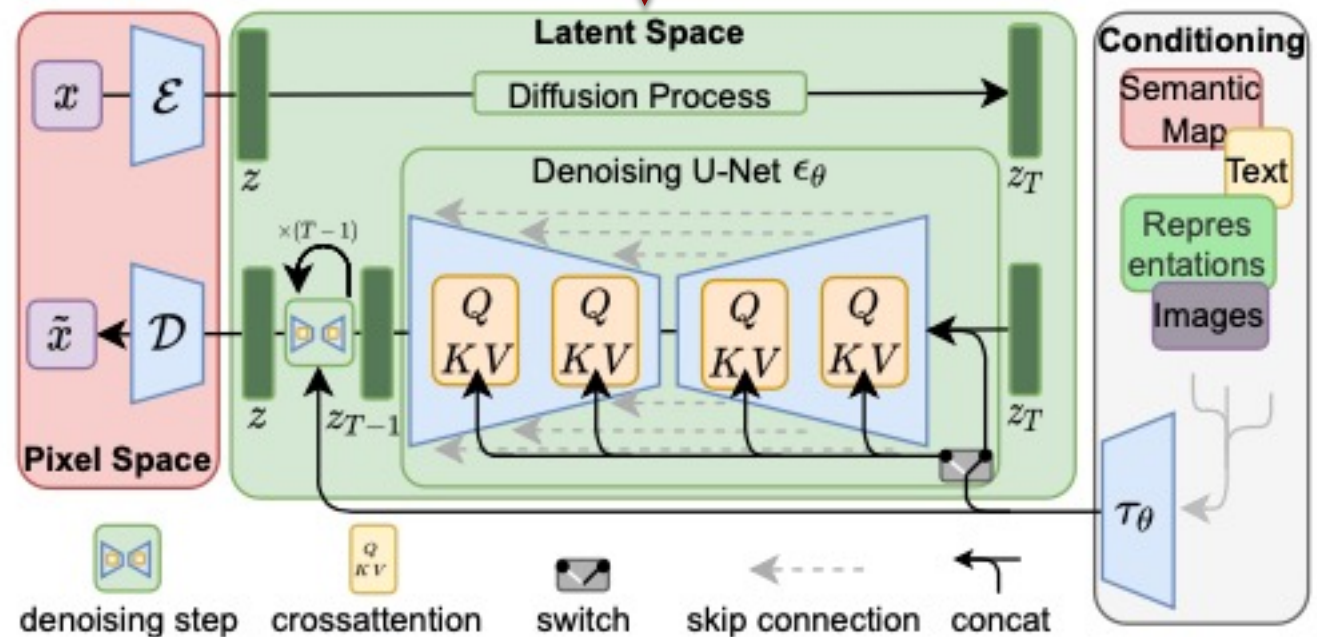 Latent Space
Conditioning
x
ℰ
Diffusion Process
z
z_T
Semantic
Map
Text
Repres
entations
Images
Denoising U-Net ϵ_θ
×(T−1)
x̃
𝒟
Q
KV
Q
KV
Q
KV
Q
KV
z
z_{T−1}
z_T
Pixel Space
τ_θ
Q
KV
denoising step
crossattention
switch
skip connection
concat